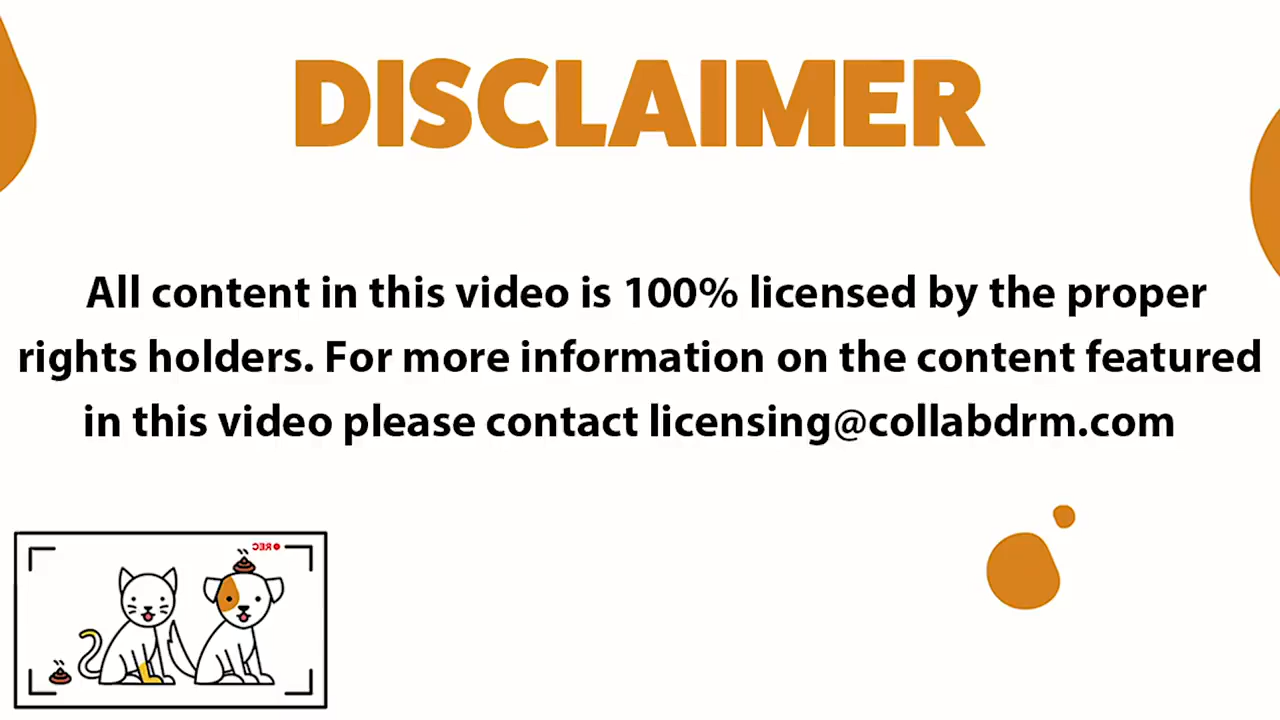 DISCLAIMER
All content in this video is 100% licensed by the proper
rights holders. For more information on the content featured
in this video please contact licensing@collabdrm.com
REC